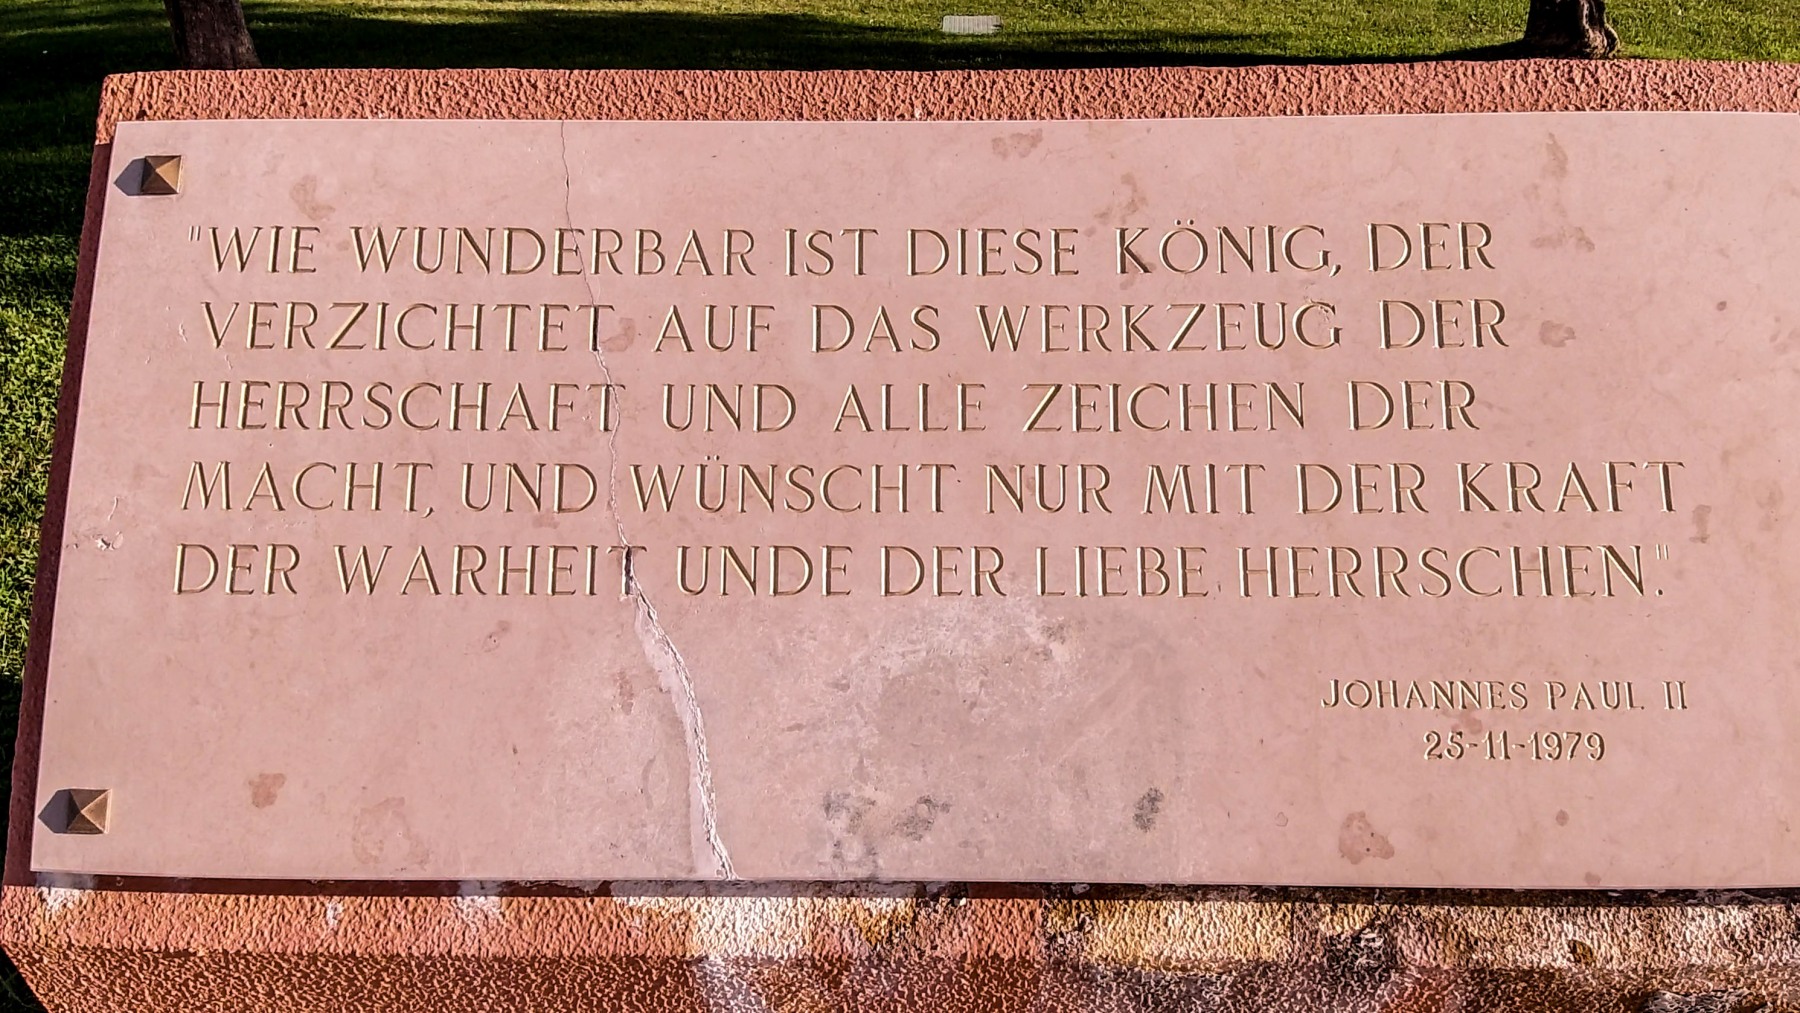 "WIE WUNDERBAR IST DIESE KÖNIG, DER
VERZICHTET AUF DAS WERKZEUG DER
HERRSCHAFT UND ALLE ZEICHEN DER
MACHT, UND WÜNSCHT NUR MIT DER KRAFT
DER WARHEIT UNDE DER LIEBE HERRSCHEN".
JOHANNES PAUL II
25-11-1979